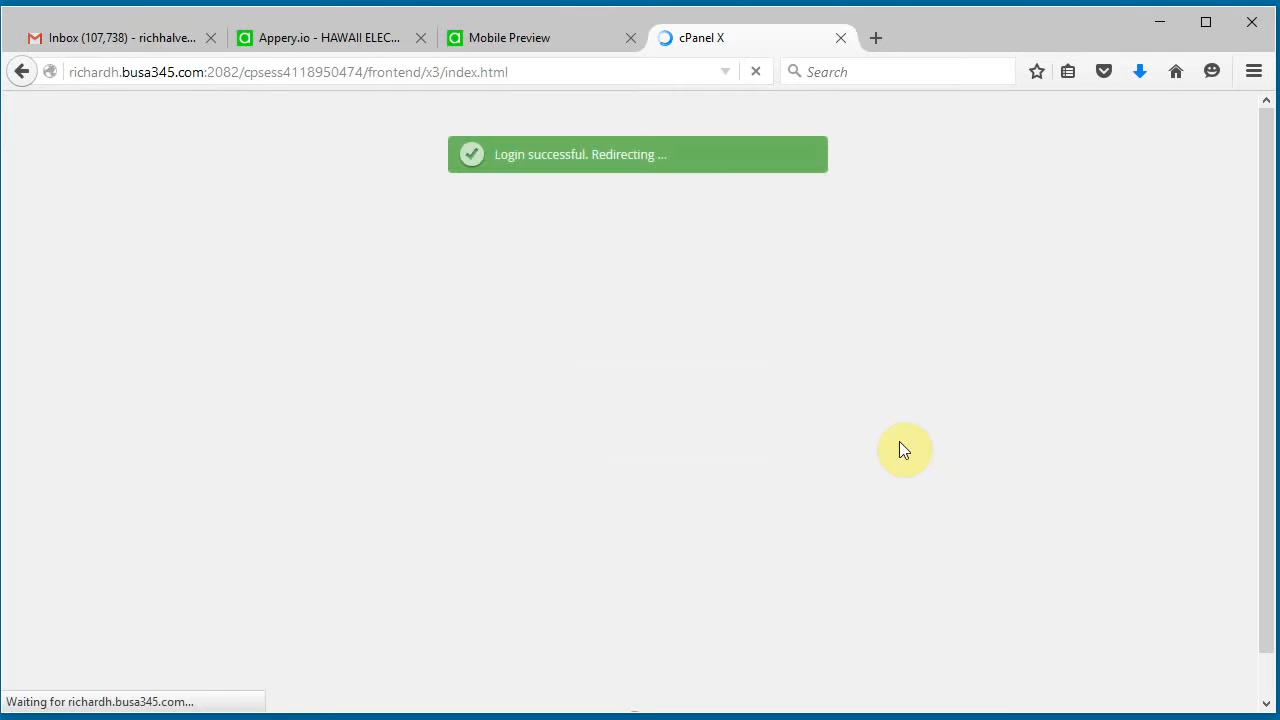 Inbox (107,738) - richhalve...
Appery.io - HAWAII ELEC...
Mobile Preview
cPanel X
richardh.busa345.com:2082/cpsess4118950474/frontend/x3/index.html
Search
Login successful. Redirecting ...
Waiting for richardh.busa345.com...